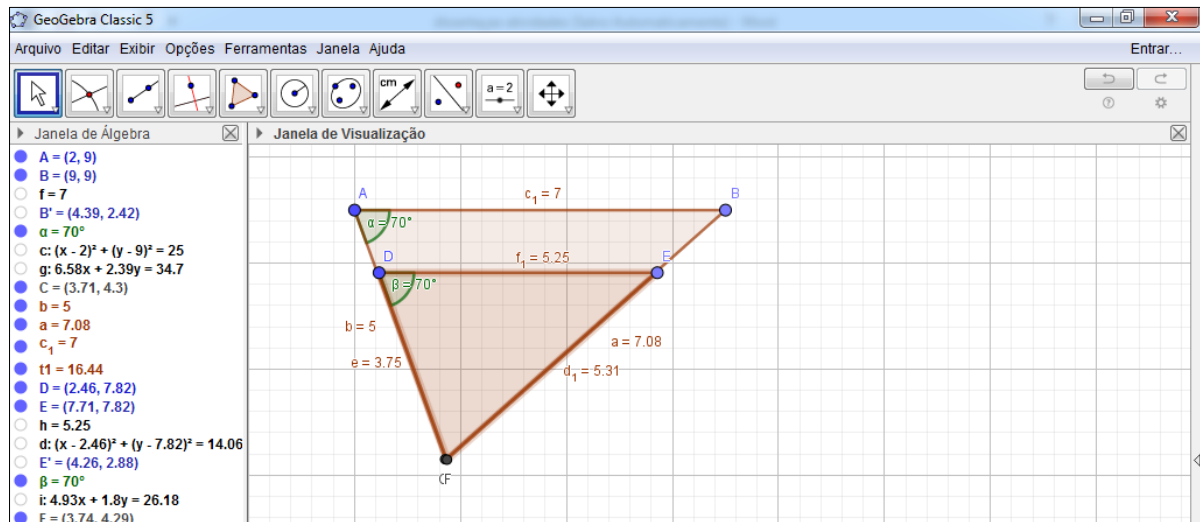 GeoGebra Classic 5
Arquivo Editar Exibir Opções Ferramentas Janela Ajuda Entrar...
cm
a = 2
Janela de Álgebra
Janela de Visualização
A = (2, 9)
B = (9, 9)
f = 7
B' = (4.39, 2.42)
α = 70°
c: (x - 2)² + (y - 9)² = 25
g: 6.58x + 2.39y = 34.7
C = (3.71, 4.3)
b = 5
a = 7.08
c₁ = 7
t1 = 16.44
D = (2.46, 7.82)
E = (7.71, 7.82)
h = 5.25
d: (x - 2.46)² + (y - 7.82)² = 14.06
E' = (4.26, 2.88)
β = 70°
i: 4.93x + 1.8y = 26.18
F = (3.74, 4.29)
A
c₁ = 7
B
α = 70°
D
f₁ = 5.25
E
β = 70°
b = 5
a = 7.08
e = 3.75
d₁ = 5.31
CF